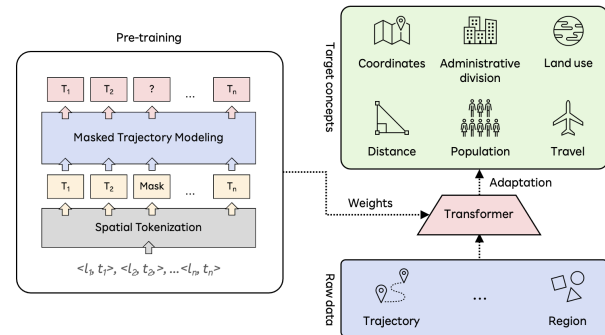 Pre-training
T1 T2 ? ... Tn
Masked Trajectory Modeling
T1 T2 Mask ... Tn
Spatial Tokenization
<l1, t1>, <l2, t2,>, ...<ln, tn>
Target concepts
Coordinates
Administrative
division
Land use
Distance
Population
Travel
Adaptation
Weights
Transformer
Raw data
Trajectory
...
Region